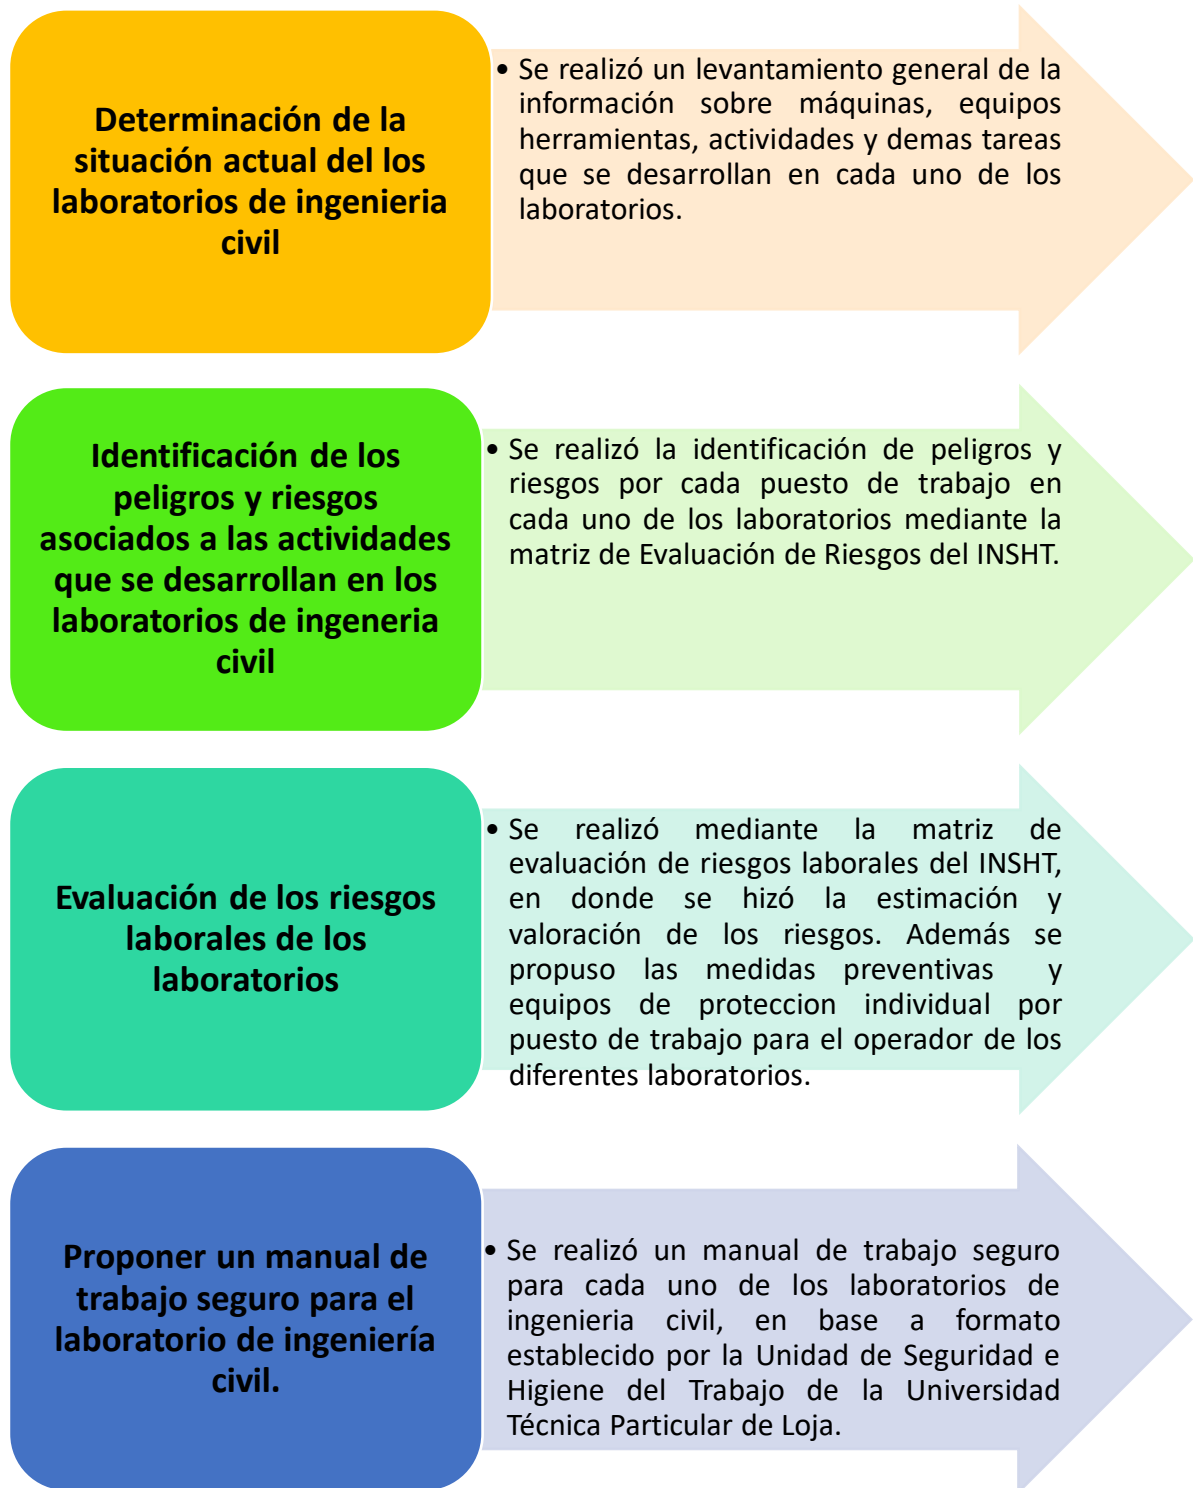 Determinación de la
situación actual del los
laboratorios de ingenieria
civil
• Se realizó un levantamiento general de la
información sobre máquinas, equipos
herramientas, actividades y demas tareas
que se desarrollan en cada uno de los
laboratorios.
Identificación de los
peligros y riesgos
asociados a las actividades
que se desarrollan en los
laboratorios de ingeneria
civil
• Se realizó la identificación de peligros y
riesgos por cada puesto de trabajo en
cada uno de los laboratorios mediante la
matriz de Evaluación de Riesgos del INSHT.
Evaluación de los riesgos
laborales de los
laboratorios
• Se realizó mediante la matriz de
evaluación de riesgos laborales del INSHT,
en donde se hizó la estimación y
valoración de los riesgos. Además se
propuso las medidas preventivas y
equipos de proteccion individual por
puesto de trabajo para el operador de los
diferentes laboratorios.
Proponer un manual de
trabajo seguro para el
laboratorio de ingeniería
civil.
• Se realizó un manual de trabajo seguro
para cada uno de los laboratorios de
ingenieria civil, en base a formato
establecido por la Unidad de Seguridad e
Higiene del Trabajo de la Universidad
Técnica Particular de Loja.